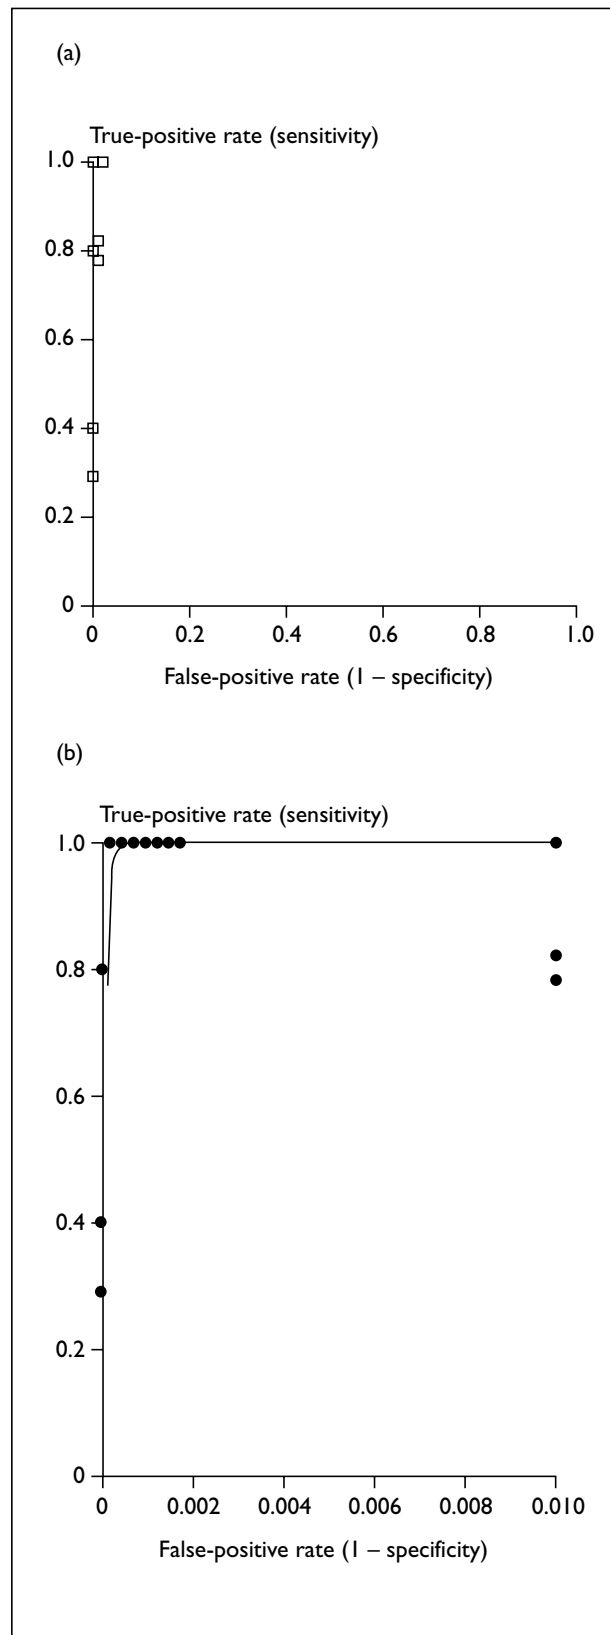 (a)
True-positive rate (sensitivity)
1.0
0.8
0.6
0.4
0.2
0
0 0.2 0.4 0.6 0.8 1.0
False-positive rate (1 – specificity)
(b)
True-positive rate (sensitivity)
1.0
0.8
0.6
0.4
0.2
0
0 0.002 0.004 0.006 0.008 0.010
False-positive rate (1 – specificity)